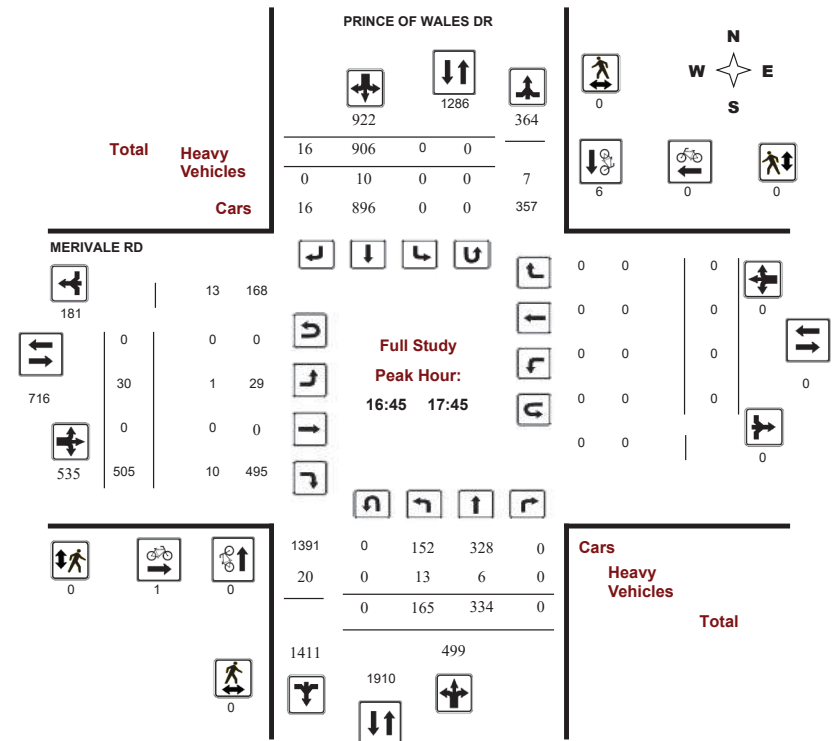 PRINCE OF WALES DR
N
W E
S
1286
0
922 364
16 906 0 0
Total Heavy Vehicles
0 10 0 0 7
Cars 16 896 0 0 357
6 0 0
MERIVALE RD
13 168
181
0 0 0 0 0 0
0
0 0 0
0 0 0
716 30 1 29
Full Study
Peak Hour:
16:45 17:45
0 0 0
0
0 0 0
0 0
0
0 0 0
535 505 10 495
1391 0 152 328 0
20 0 13 6 0
0 165 334 0
Cars
Heavy
Vehicles
Total
0 1 0
1411 499
1910
0